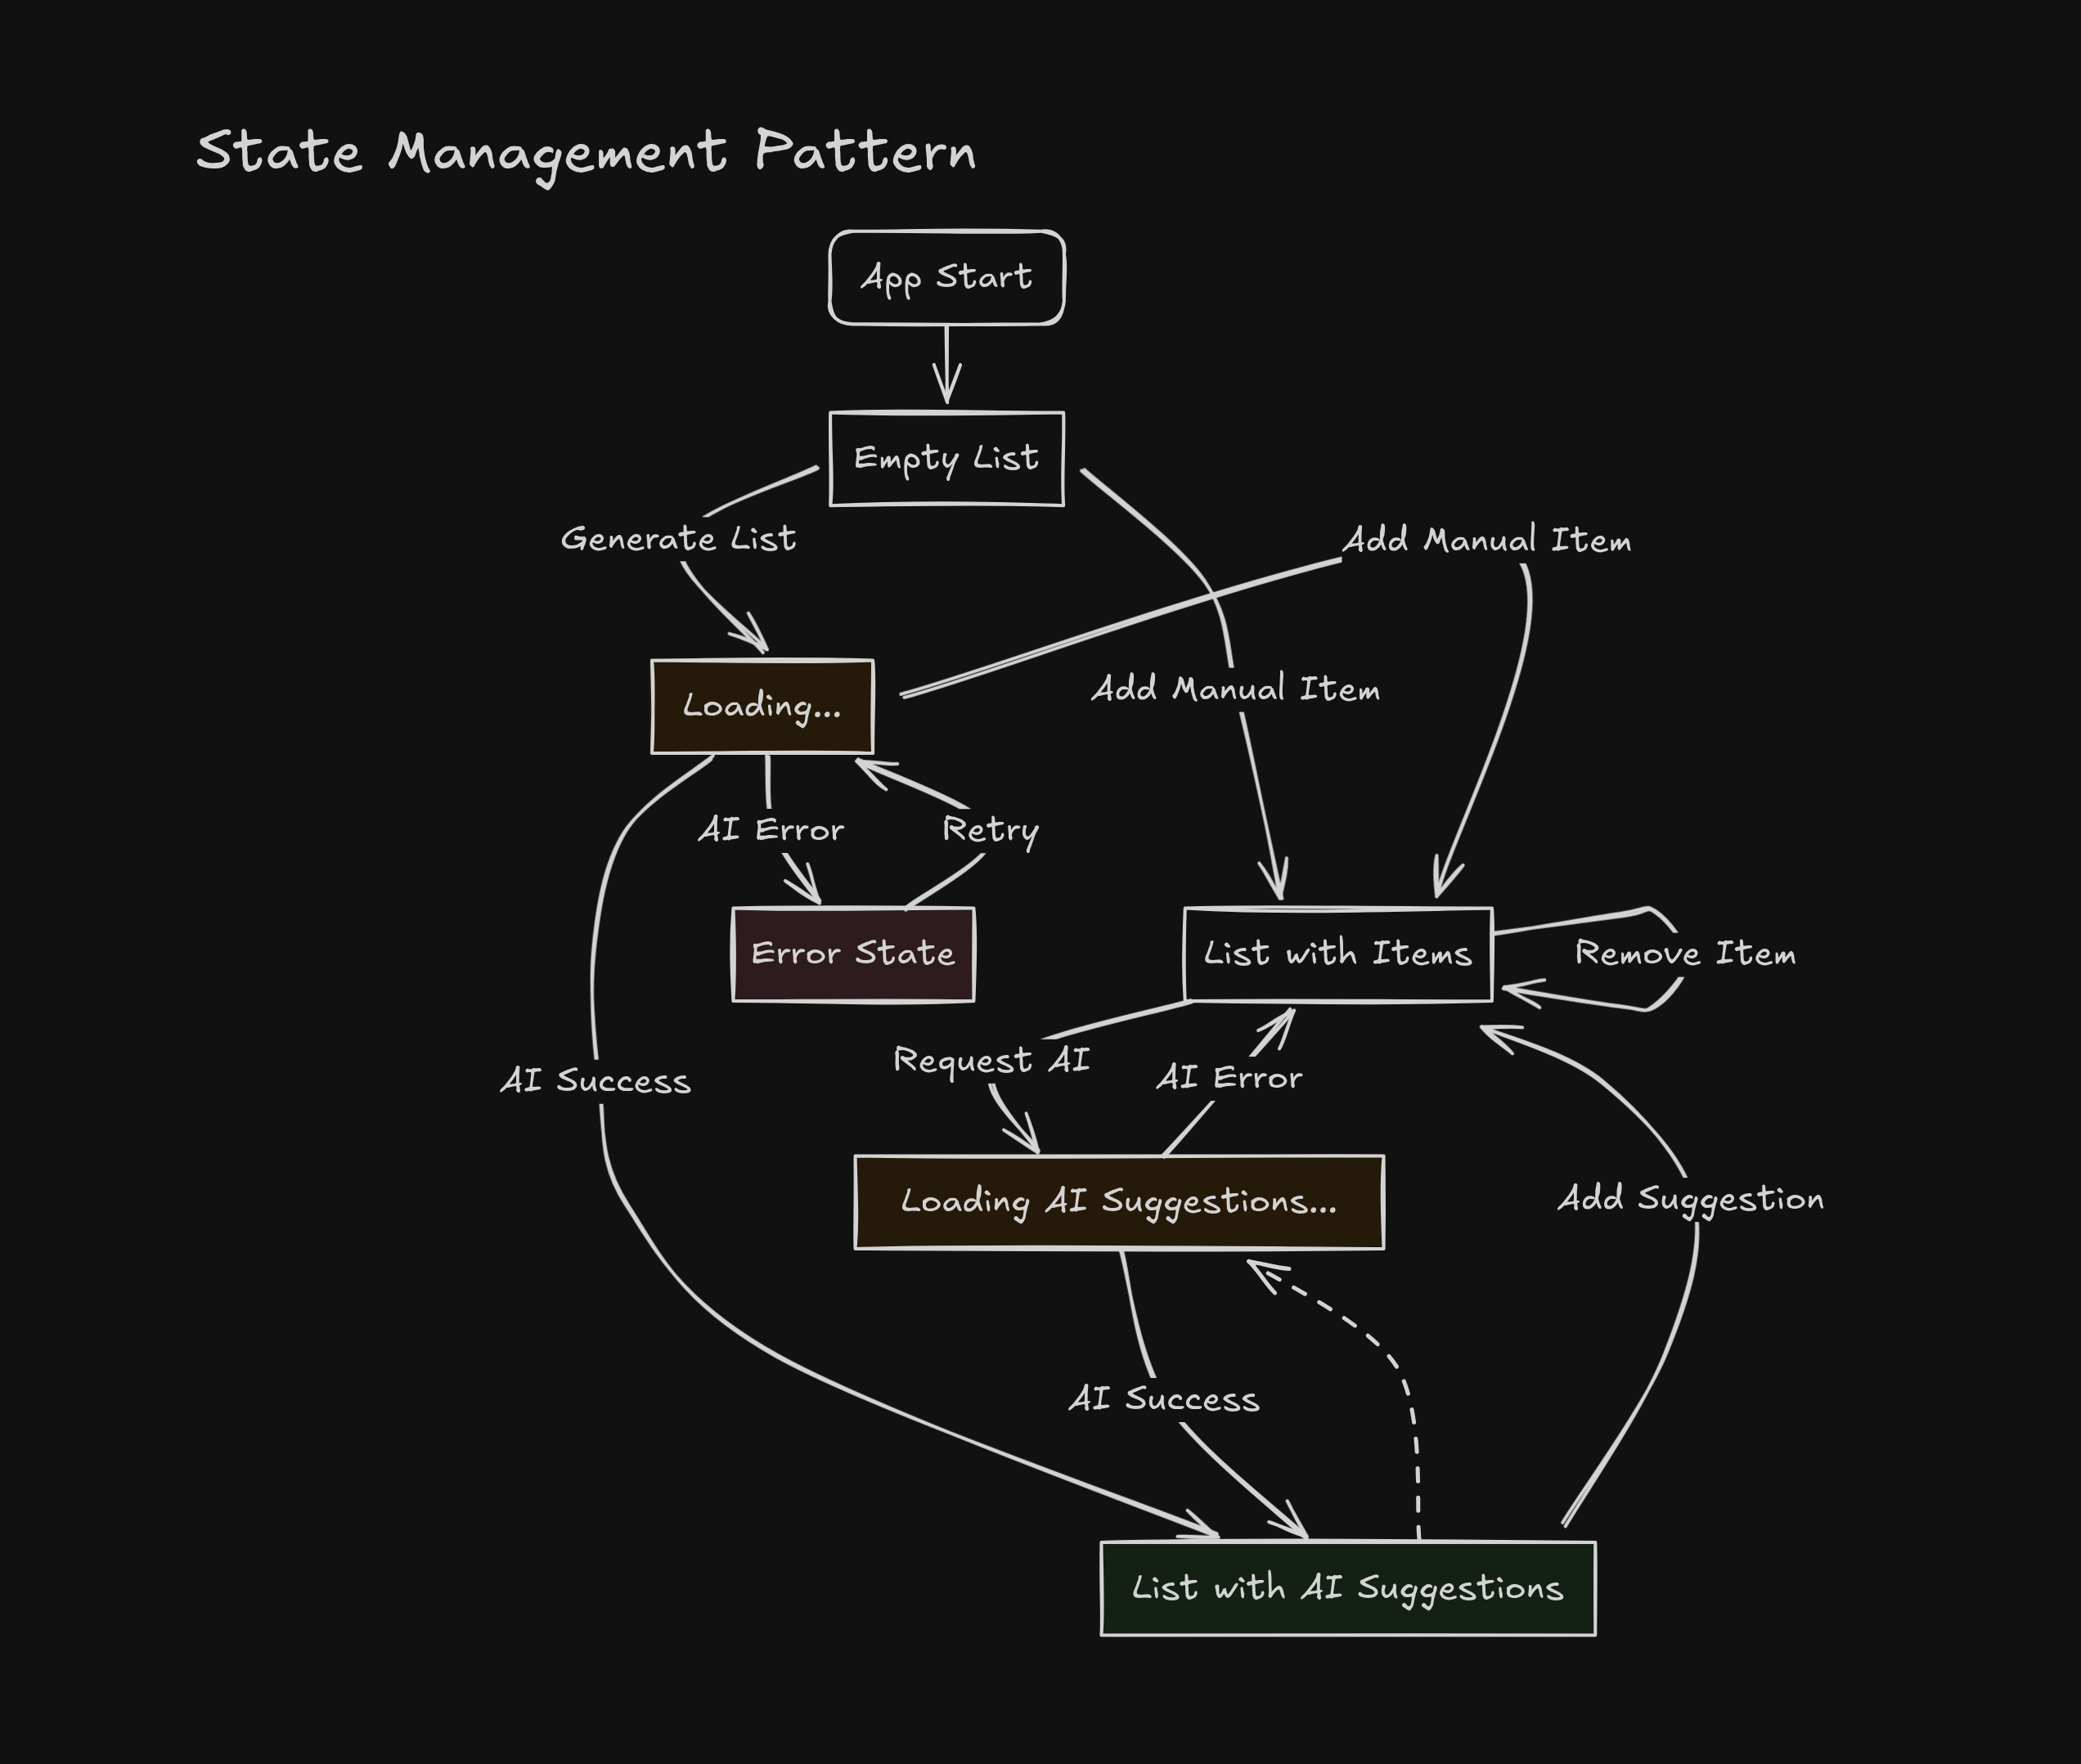 State Management Pattern
App Start
Empty List
Generate List
Add Manual Item
Loading...
Add Manual Item
AI Error
Retry
Error State
List with Items
Remove Item
Request AI
AI Error
AI Success
Loading AI Suggestions...
Add Suggestion
AI Success
List with AI Suggestions